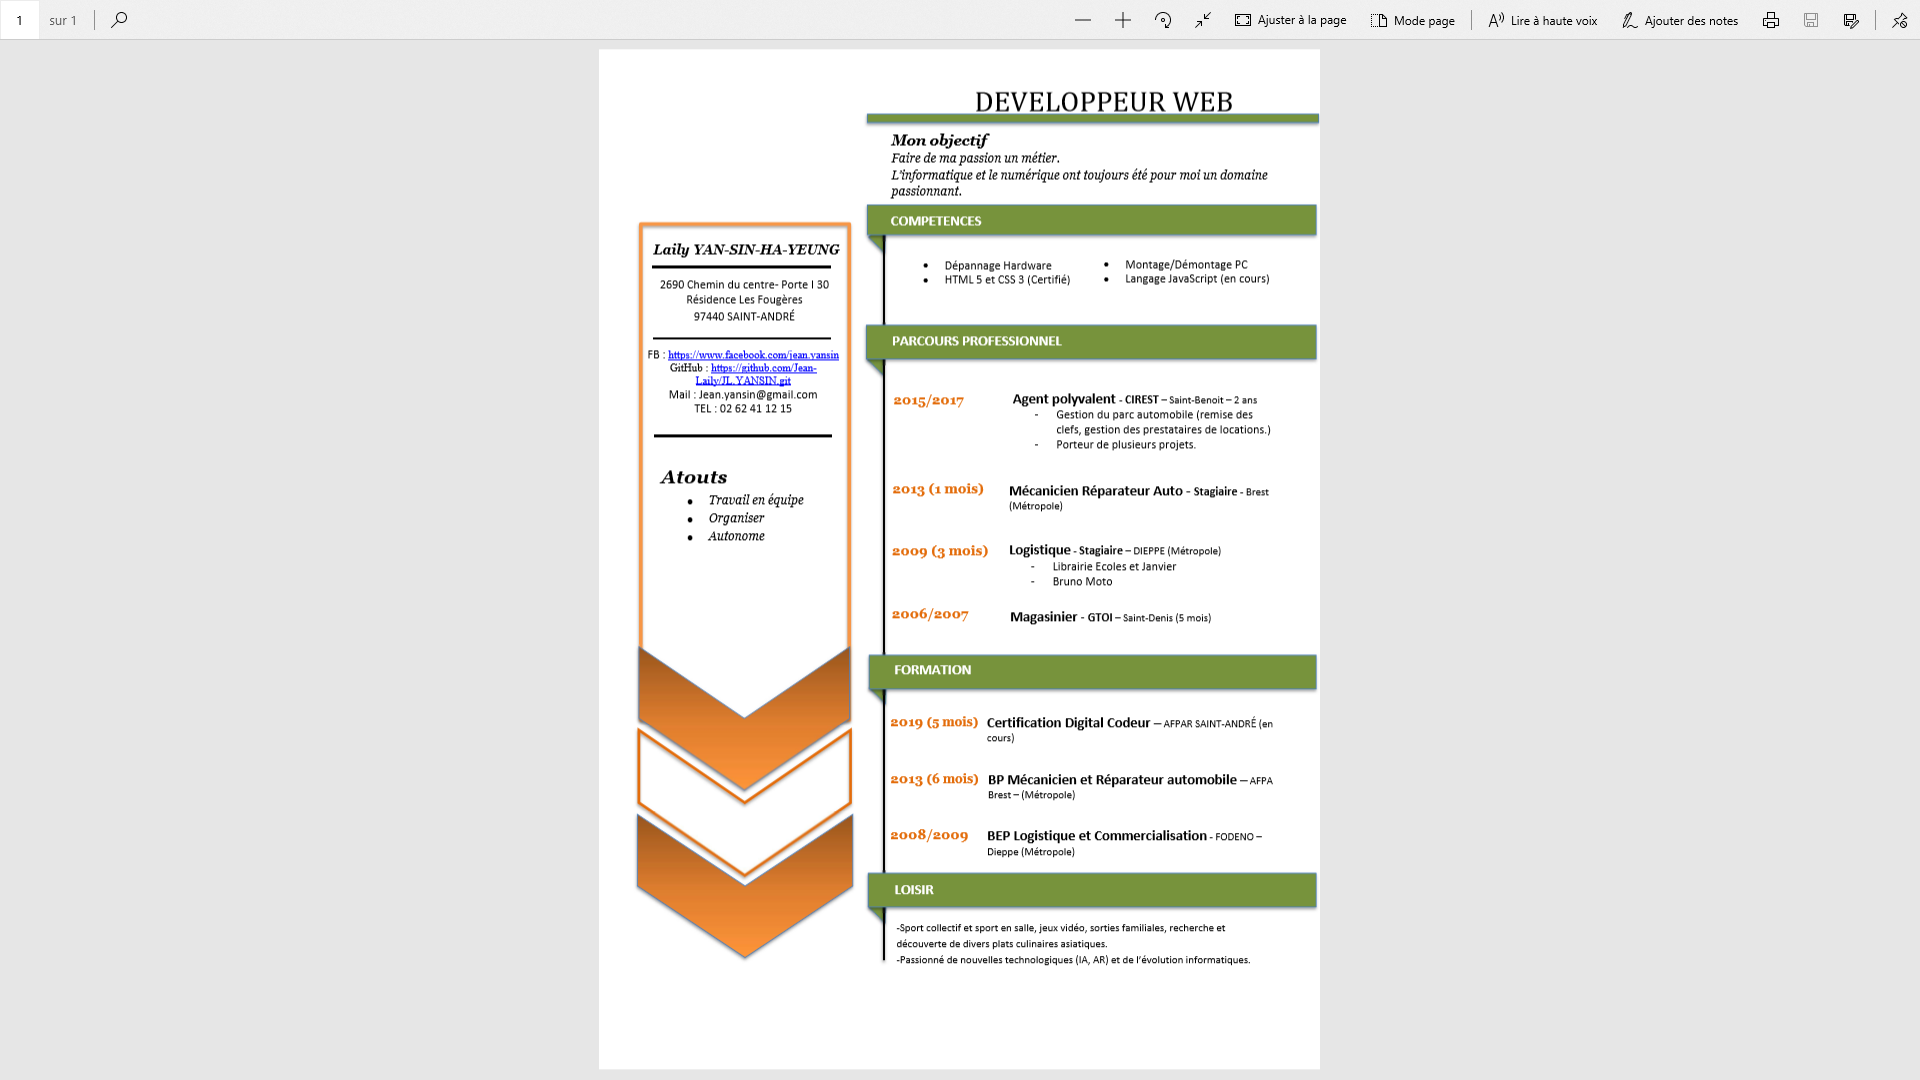 1 sur 1 Ajuster à la page Mode page Lire à haute voix Ajouter des notes
DEVELOPPEUR WEB
Mon objectif
Faire de ma passion un métier.
L'informatique et le numérique ont toujours été pour moi un domaine
passionnant.
Laily YAN-SIN-HA-YEUNG
2690 Chemin du centre- Porte I 30
Résidence Les Fougères
97440 SAINT-ANDRÉ
FB : https://www.facebook.com/jean.yansin
GitHub : https://github.com/Jean-
Laily/JL.YANSIN.git
Mail : Jean.yansin@gmail.com
TEL : 02 62 41 12 15
Atouts
• Travail en équipe
• Organiser
• Autonome
COMPETENCES
• Dépannage Hardware
• HTML 5 et CSS 3 (Certifié)
• Montage/Démontage PC
• Langage JavaScript (en cours)
PARCOURS PROFESSIONNEL
2015/2017 Agent polyvalent - CIREST – Saint-Benoit – 2 ans
- Gestion du parc automobile (remise des
clefs, gestion des prestataires de locations.)
- Porteur de plusieurs projets.
2013 (1 mois) Mécanicien Réparateur Auto - Stagiaire - Brest
(Métropole)
2009 (3 mois) Logistique - Stagiaire – DIEPPE (Métropole)
- Librairie Ecoles et Janvier
- Bruno Moto
2006/2007 Magasinier - GTOI – Saint-Denis (5 mois)
FORMATION
2019 (5 mois) Certification Digital Codeur – AFPAR SAINT-ANDRÉ (en
cours)
2013 (6 mois) BP Mécanicien et Réparateur automobile – AFPA
Brest – (Métropole)
2008/2009 BEP Logistique et Commercialisation - FODENO –
Dieppe (Métropole)
LOISIR
-Sport collectif et sport en salle, jeux vidéo, sorties familiales, recherche et
découverte de divers plats culinaires asiatiques.
-Passionné de nouvelles technologiques (IA, AR) et de l'évolution informatiques.